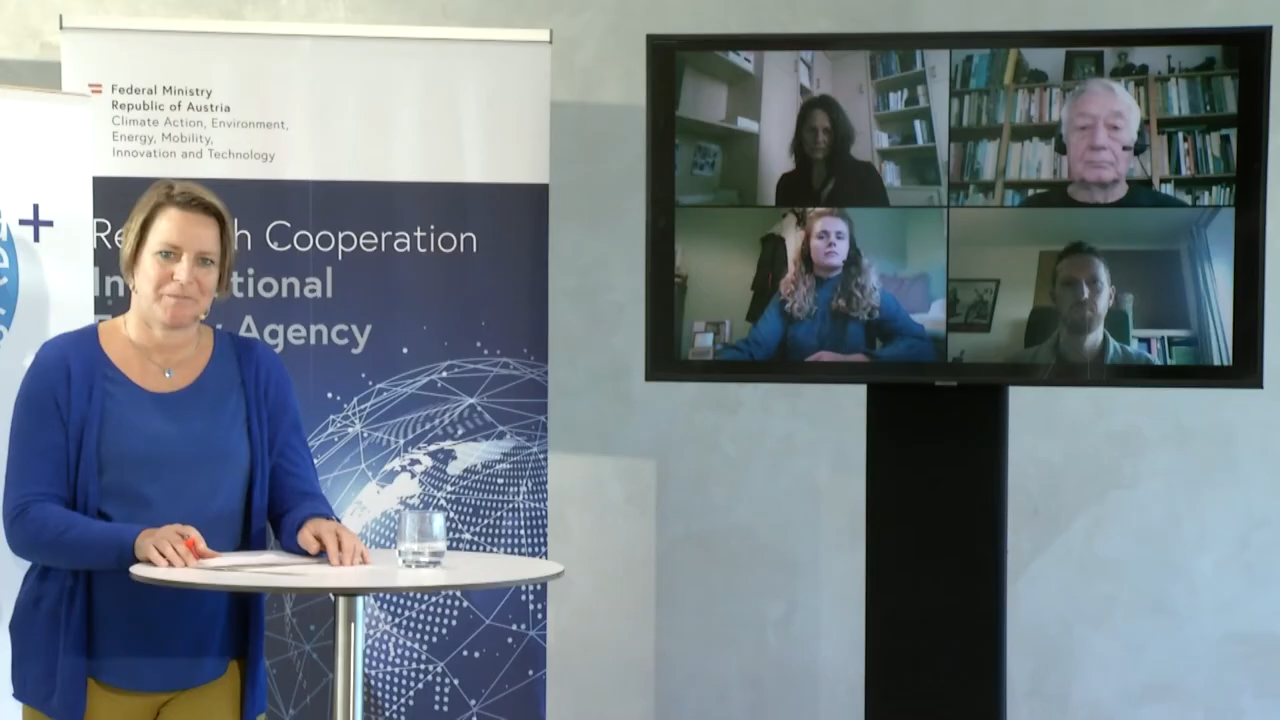 Federal Ministry
Republic of Austria
Climate Action, Environment,
Energy, Mobility,
Innovation and Technology
+
Cooperation
Agency